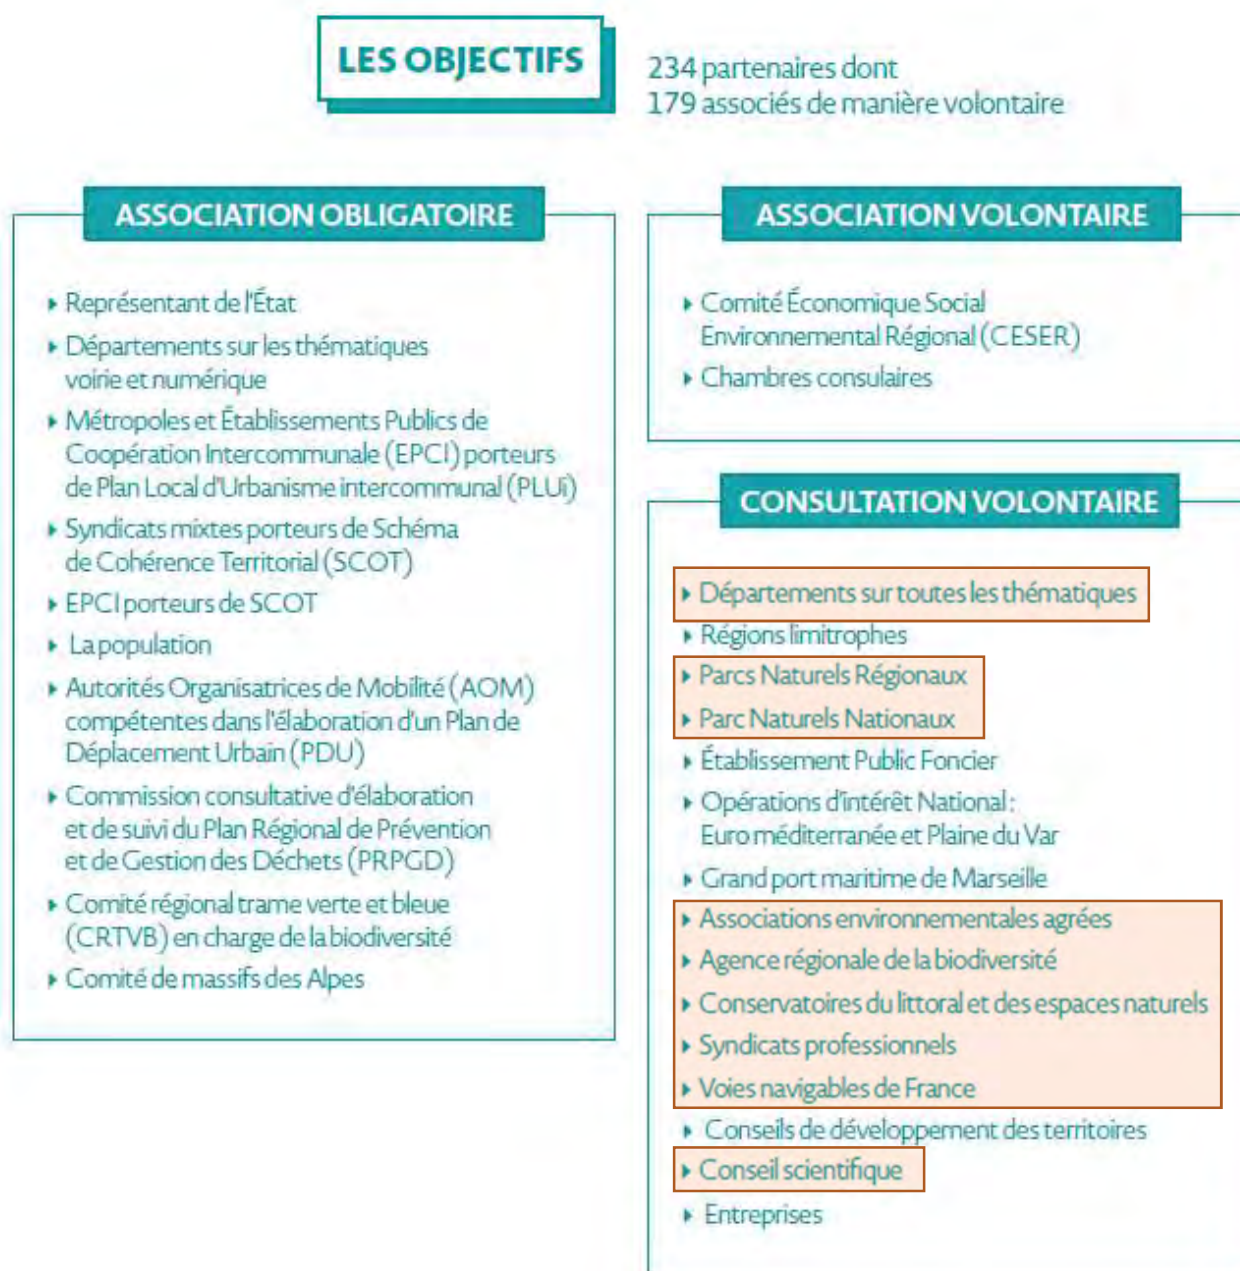 LES OBJECTIFS
234 partenaires dont
179 associés de manière volontaire
ASSOCIATION OBLIGATOIRE
Représentant de l'État
Départements sur les thématiques
voirie et numérique
Métropoles et Établissements Publics de
Coopération Intercommunale (EPCI) porteurs
de Plan Local d'Urbanisme intercommunal (PLUi)
Syndicats mixtes porteurs de Schéma
de Cohérence Territorial (SCOT)
EPCI porteurs de SCOT
La population
Autorités Organisatrices de Mobilité (AOM)
compétentes dans l'élaboration d'un Plan de
Déplacement Urbain (PDU)
Commission consultative d'élaboration
et de suivi du Plan Régional de Prévention
et de Gestion des Déchets (PRPGD)
Comité régional trame verte et bleue
(CRTVB) en charge de la biodiversité
Comité de massifs des Alpes
ASSOCIATION VOLONTAIRE
Comité Économique Social
Environnemental Régional (CESER)
Chambres consulaires
CONSULTATION VOLONTAIRE
Départements sur toutes les thématiques
Régions limitrophes
Parcs Naturels Régionaux
Parc Naturels Nationaux
Établissement Public Foncier
Opérations d'intérêt National :
Euro méditerranée et Plaine du Var
Grand port maritime de Marseille
Associations environnementales agrées
Agence régionale de la biodiversité
Conservatoires du littoral et des espaces naturels
Syndicats professionnels
Voies navigables de France
Conseils de développement des territoires
Conseil scientifique
Entreprises